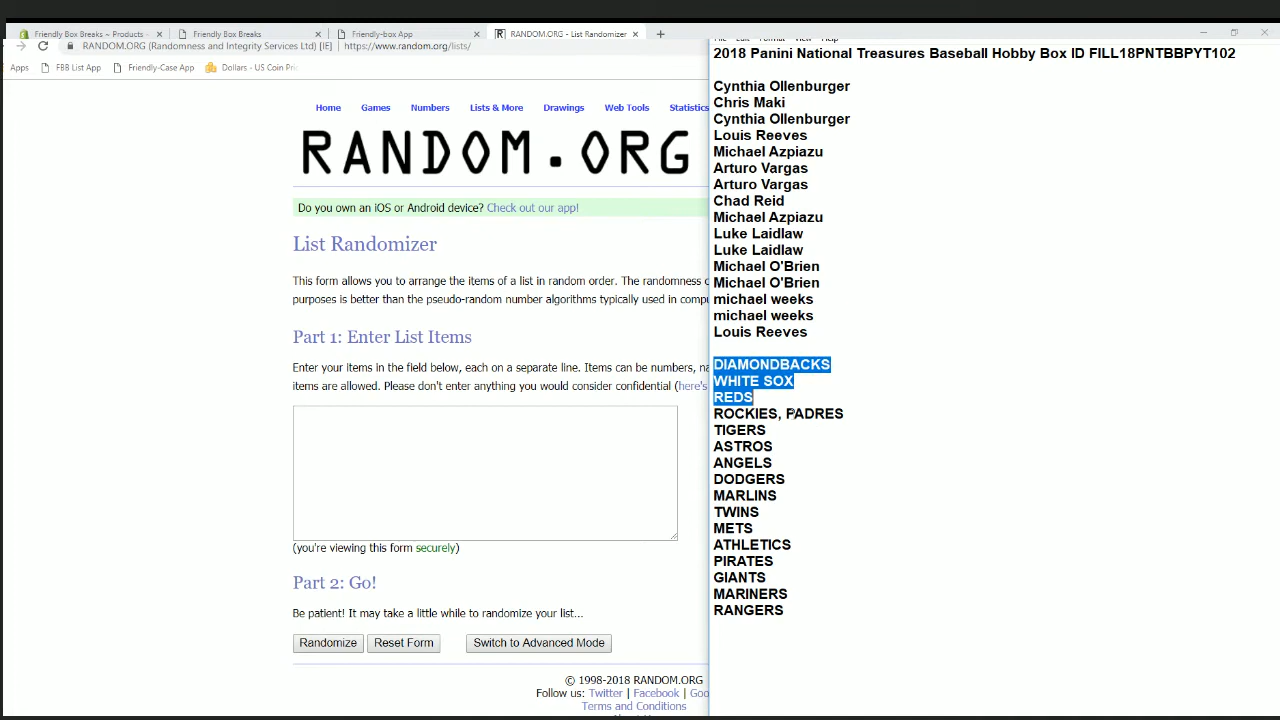 Friendly Box Breaks ~ Products -
Friendly Box Breaks
Friendly-box App
RANDOM.ORG - List Randomizer
RANDOM.ORG (Randomness and Integrity Services Ltd) [IE] | https://www.random.org/lists/
Apps
FBB List App
Friendly-Case App
Dollars - US Coin Pri
Home
Games
Numbers
Lists & More
Drawings
Web Tools
Statistics
RANDOM.ORG
Do you own an iOS or Android device? Check out our app!
List Randomizer
This form allows you to arrange the items of a list in random order. The randomness c
purposes is better than the pseudo-random number algorithms typically used in compu
Part 1: Enter List Items
Enter your items in the field below, each on a separate line. Items can be numbers, na
items are allowed. Please don't enter anything you would consider confidential (here's
(you're viewing this form securely)
Part 2: Go!
Be patient! It may take a little while to randomize your list...
Randomize
Reset Form
Switch to Advanced Mode
© 1998-2018 RANDOM.ORG
Follow us: Twitter | Facebook | Goo
Terms and Conditions
2018 Panini National Treasures Baseball Hobby Box ID FILL18PNTBBPYT102
Cynthia Ollenburger
Chris Maki
Cynthia Ollenburger
Louis Reeves
Michael Azpiazu
Arturo Vargas
Arturo Vargas
Chad Reid
Michael Azpiazu
Luke Laidlaw
Luke Laidlaw
Michael O'Brien
Michael O'Brien
michael weeks
michael weeks
Louis Reeves
DIAMONDBACKS
WHITE SOX
REDS
ROCKIES, PADRES
TIGERS
ASTROS
ANGELS
DODGERS
MARLINS
TWINS
METS
ATHLETICS
PIRATES
GIANTS
MARINERS
RANGERS